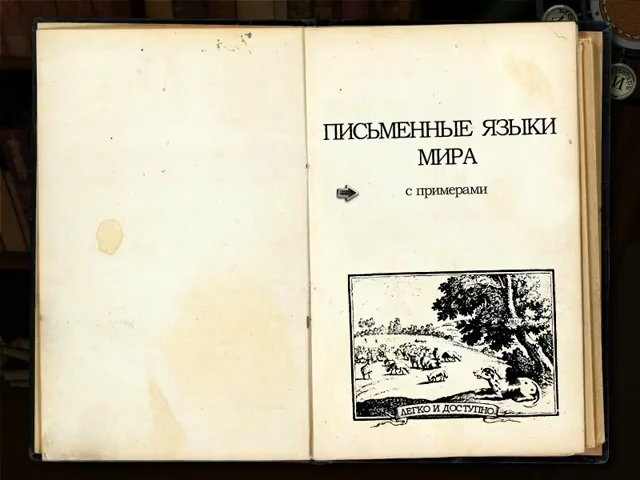 ПИСЬМЕННЫЕ ЯЗЫКИ
МИРА
с примерами
ЛЕГКО И ДОСТУПНО